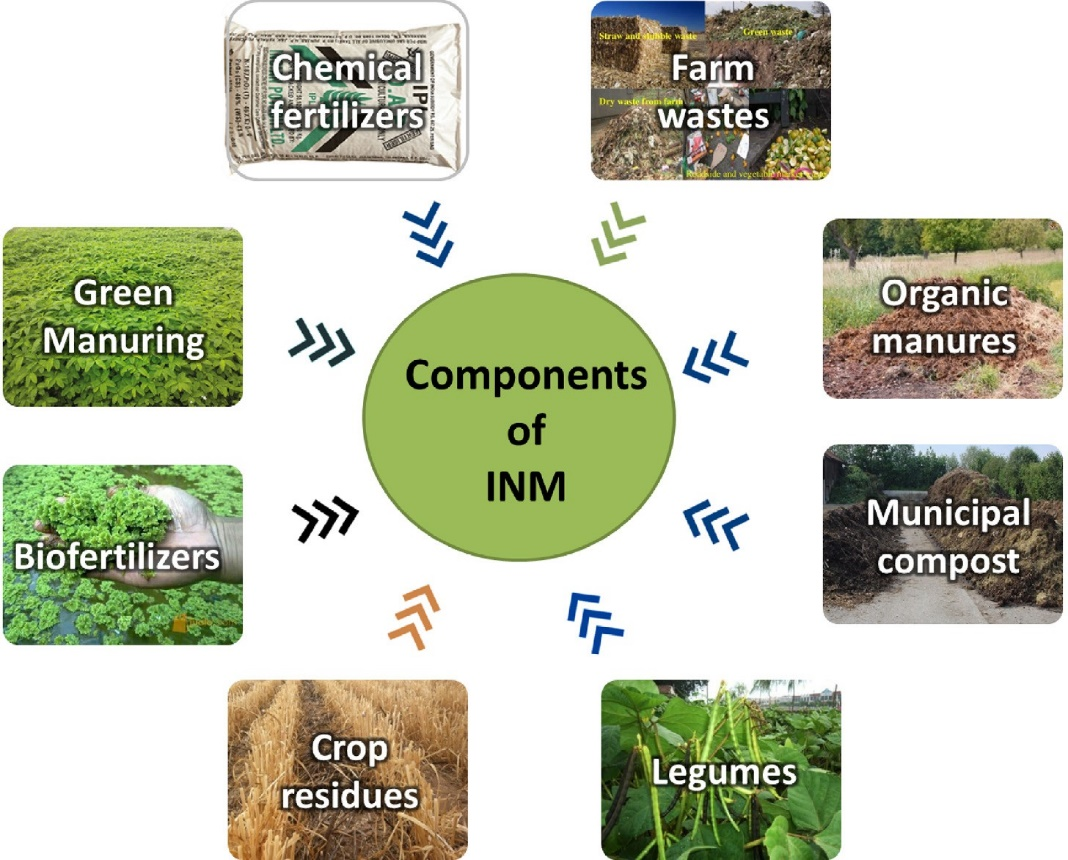 Chemical
fertilizers
Straw and stubble waste
Green waste
Farm
wastes
Dry waste from farm
Green
Manuring
Organic
manures
Components
of
INM
Biofertilizers
Municipal
compost
Crop
residues
Legumes